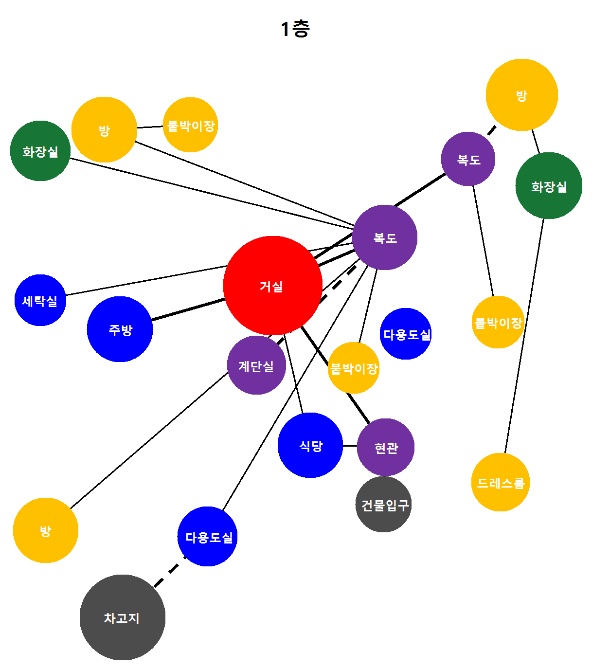 1층
방
방
붙박이장
화장실
복도
화장실
복도
거실
세탁실
주방
붙박이장
다용도실
계단실
붙박이장
식당
현관
드레스룸
건물입구
방
다용도실
차고지